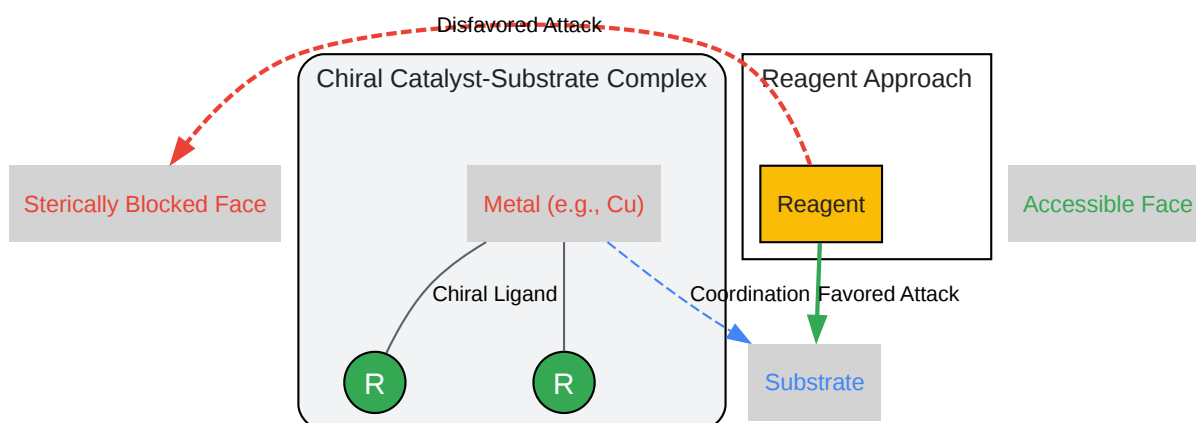 Disfavored Attack
Chiral Catalyst-Substrate Complex
Reagent Approach
Sterically Blocked Face
Metal (e.g., Cu)
Reagent
Accessible Face
Chiral Ligand
Coordination
Favored Attack
R
R
Substrate